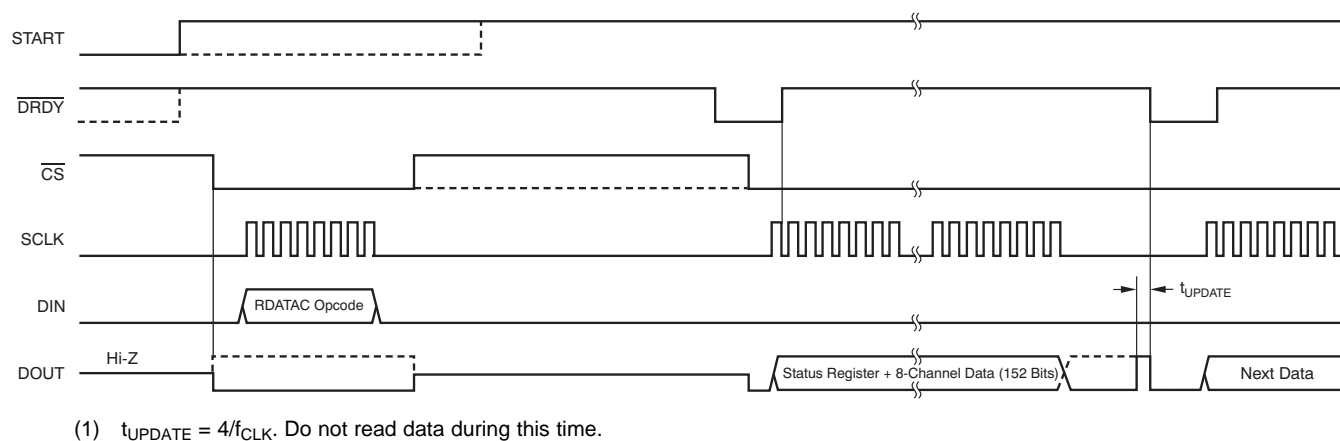 START
DRDY
CS
SCLK
DIN
RDATAC Opcode
tUPDATE
Hi-Z
DOUT
Status Register + 8-Channel Data (152 Bits)
Next Data
(1) tUPDATE = 4/fCLK. Do not read data during this time.